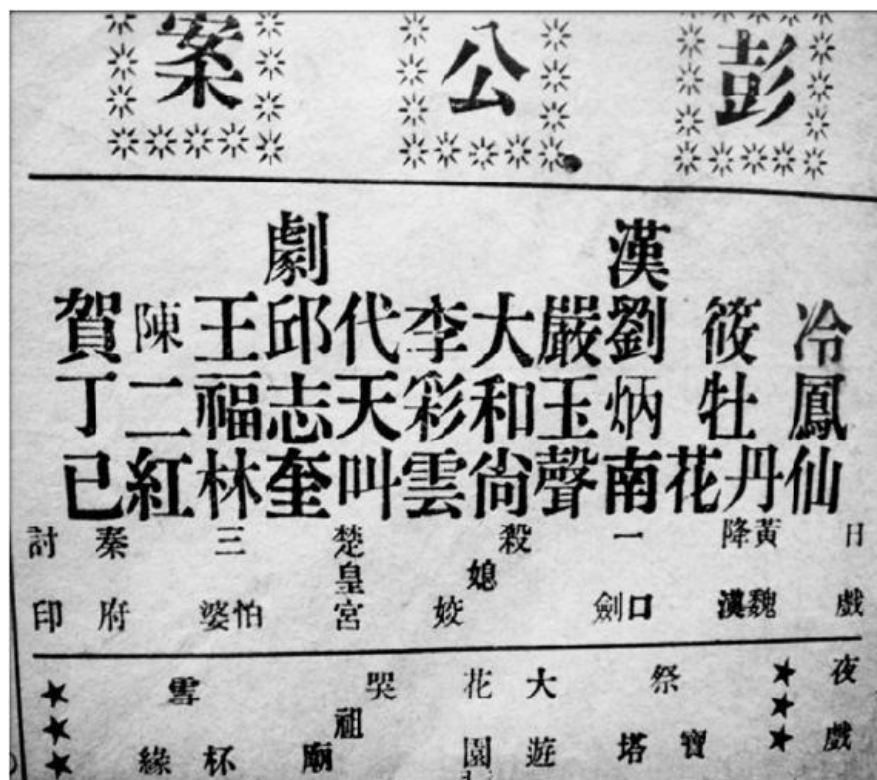 彭公案
漢劇
冷鳳仙
筱牡丹花
劉炳南
嚴玉聲
大和尚
李彩雲
代天叫
邱志奎
王福林
陳二紅
賀丁已
日戲
黃魏降漢
一口劍
殺媳姣
楚皇宮
三怕婆
秦府
討印
夜戲
祭寶塔
大遊
花園
哭祖廟
雪杯緣